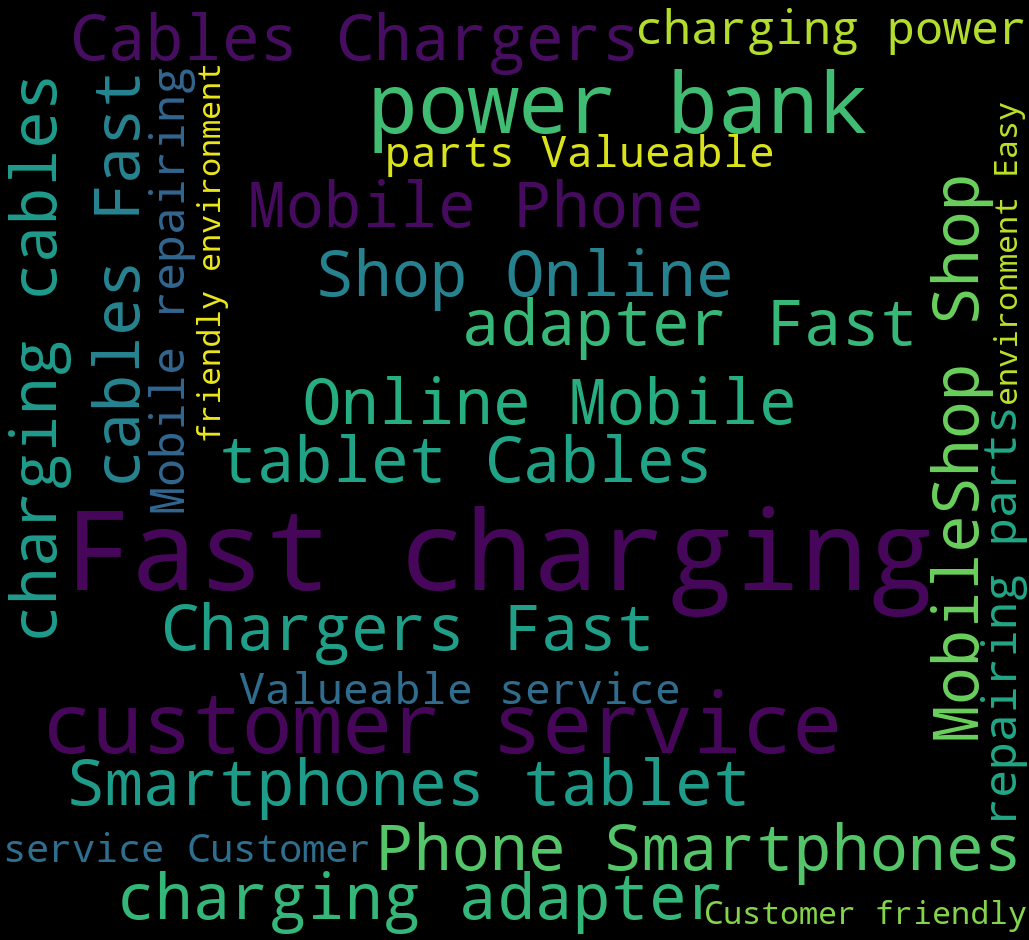 Cables Chargers
charging power
power bank
parts Valueable
Mobile Phone
Shop Online
adapter Fast
Online Mobile
tablet Cables
Fast charging
Chargers Fast
Valueable service
customer service
Smartphones tablet
service Customer
Phone Smartphones
charging adapter
Customer friendly
charging cables
cables Fast
Mobile repairing
friendly environment
MobileShop Shop
environment Easy
repairing parts